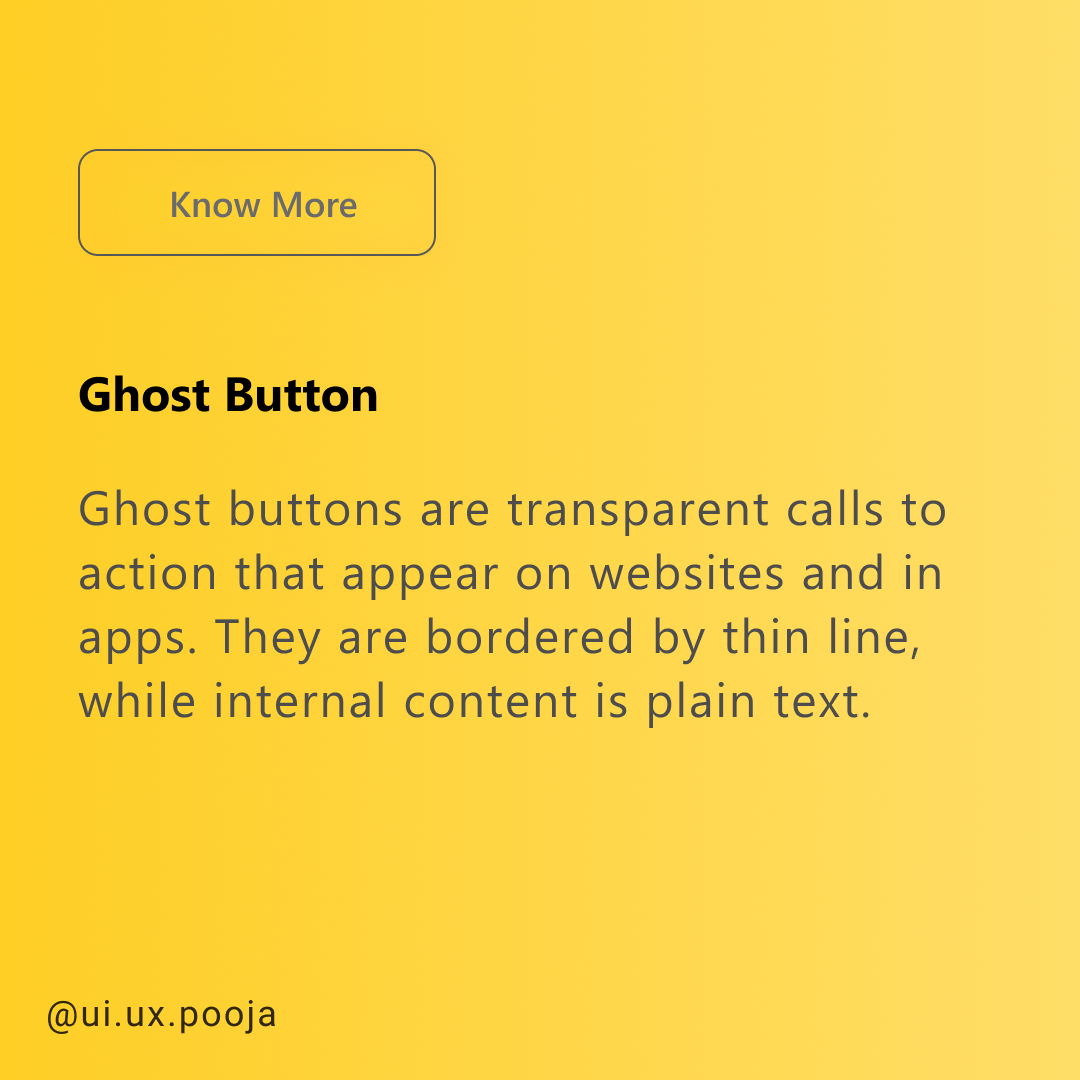 Know More
Ghost Button
Ghost buttons are transparent calls to
action that appear on websites and in
apps. They are bordered by thin line,
while internal content is plain text.
@ui.ux.pooja